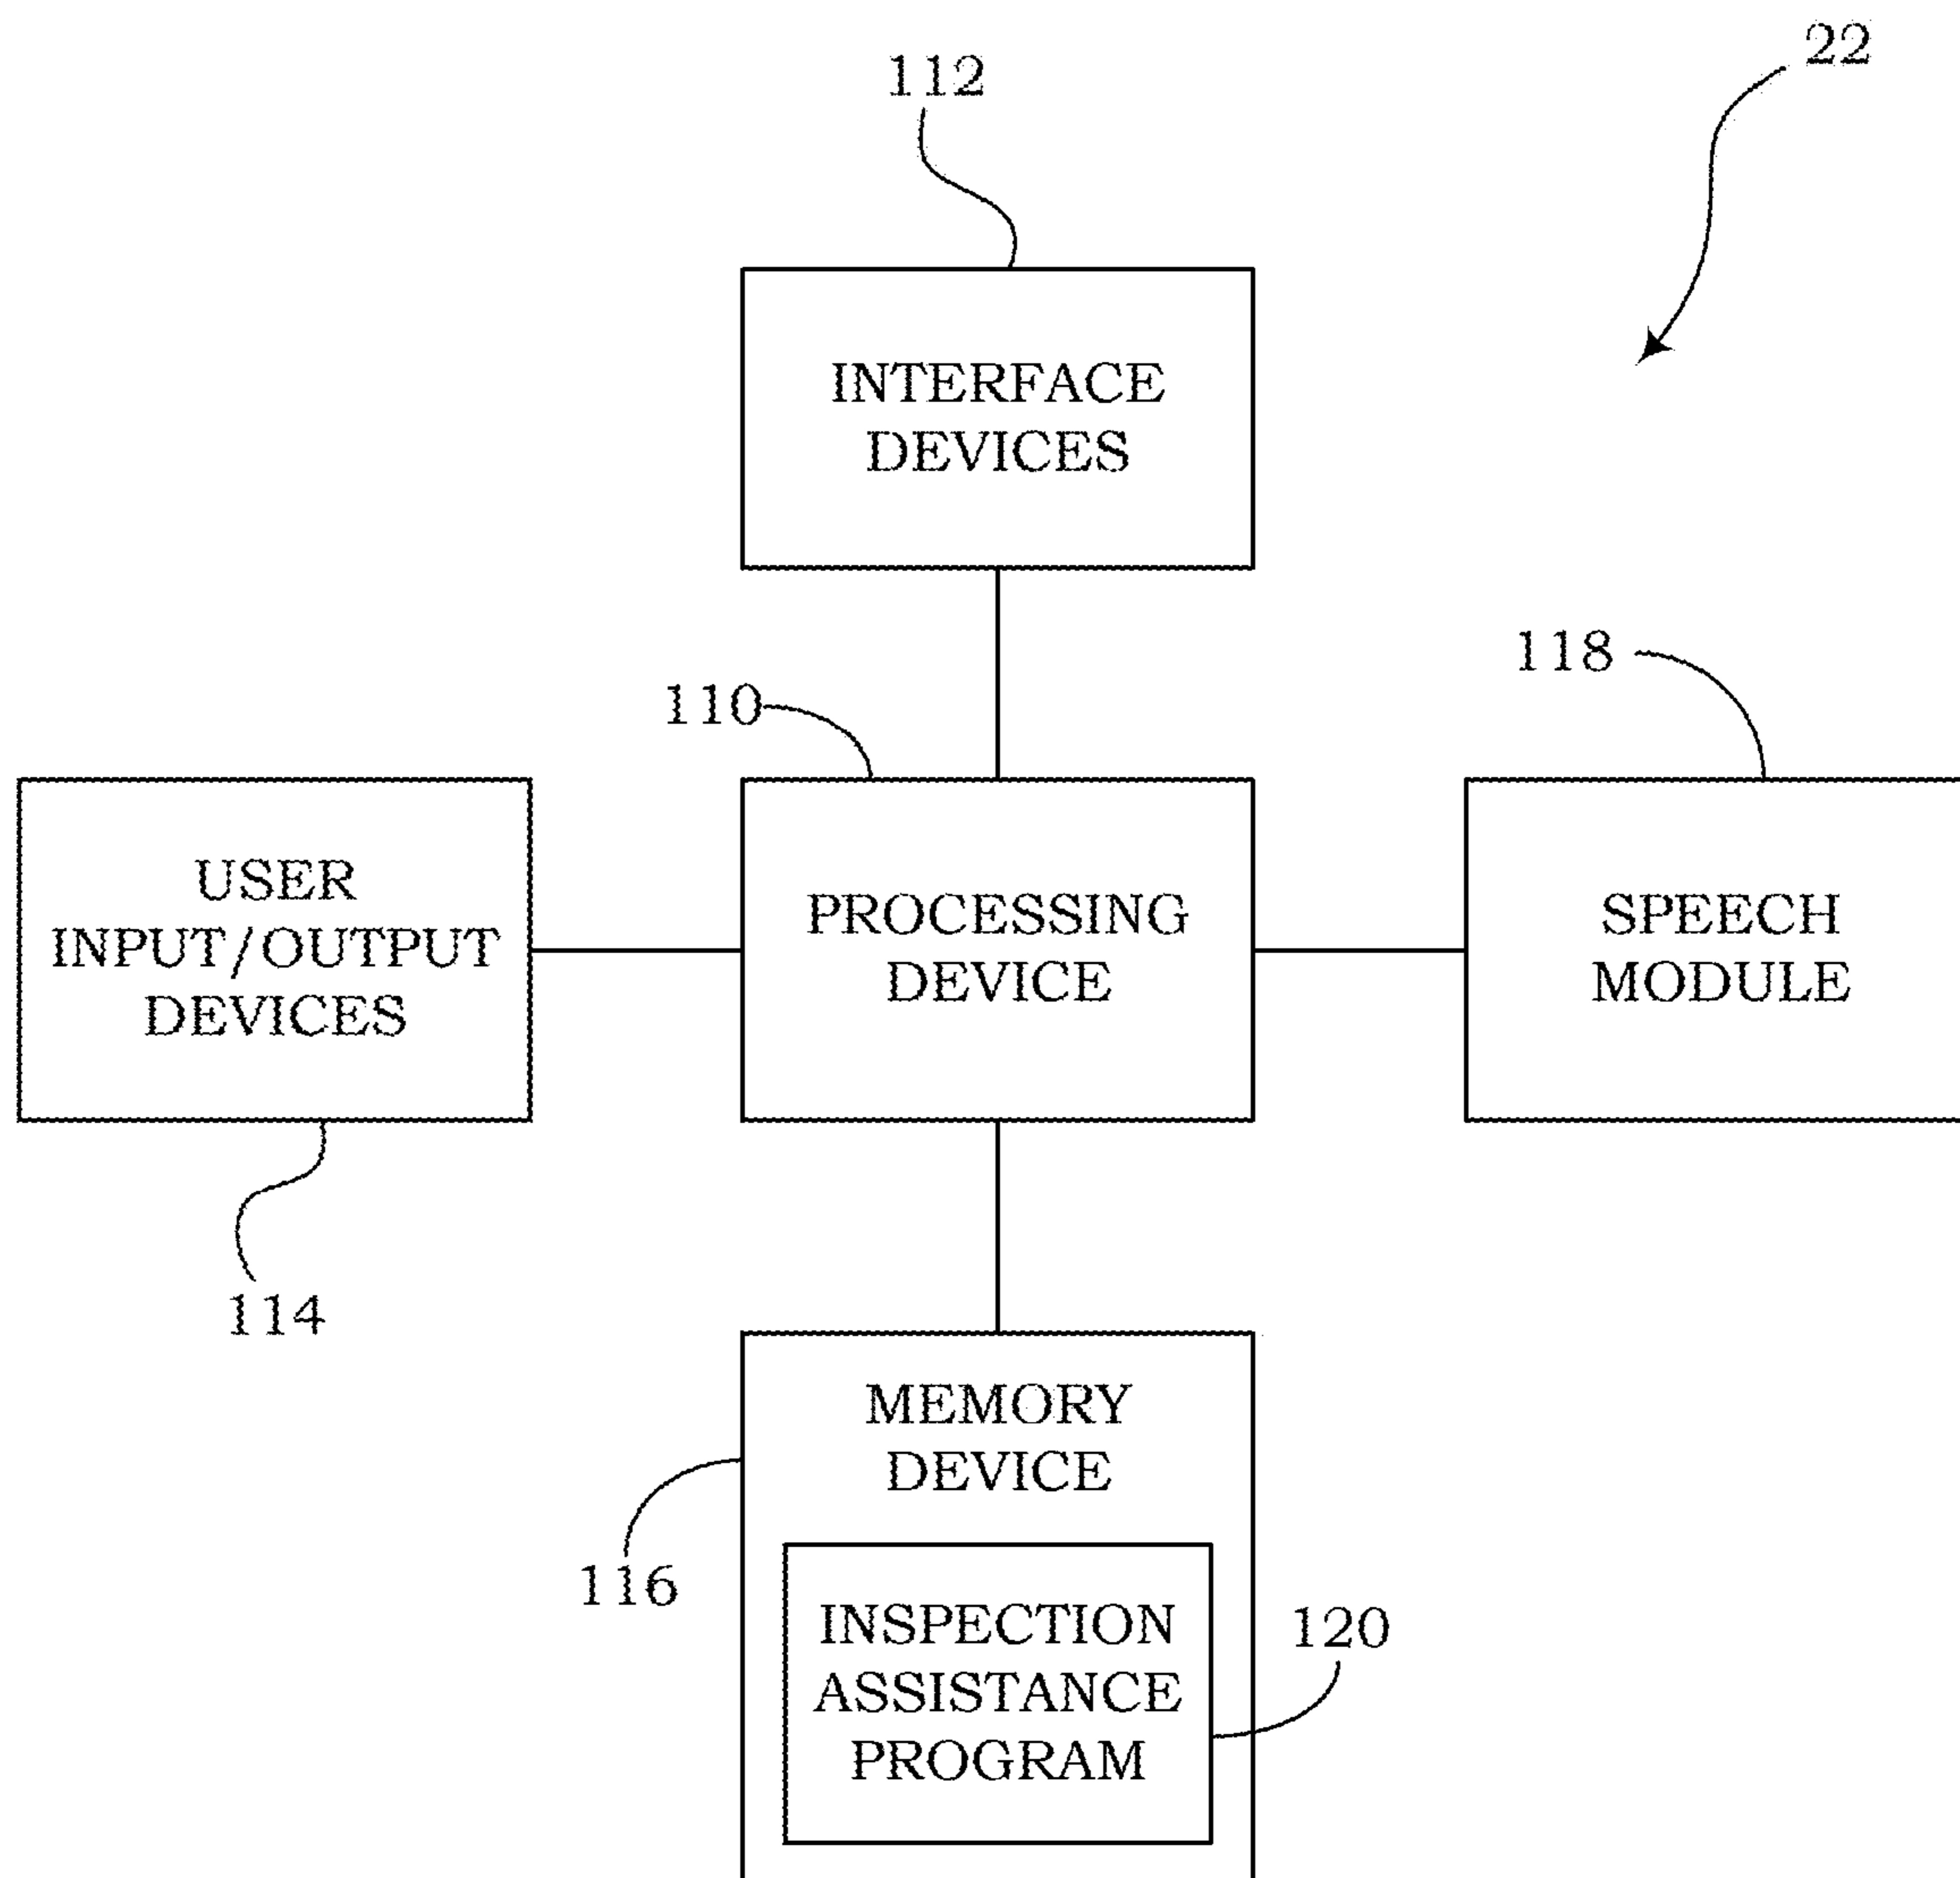 22
112
INTERFACE
DEVICES
118
110
USER
INPUT/OUTPUT
DEVICES
PROCESSING
DEVICE
SPEECH
MODULE
114
MEMORY
DEVICE
116
INSPECTION
ASSISTANCE
PROGRAM
120